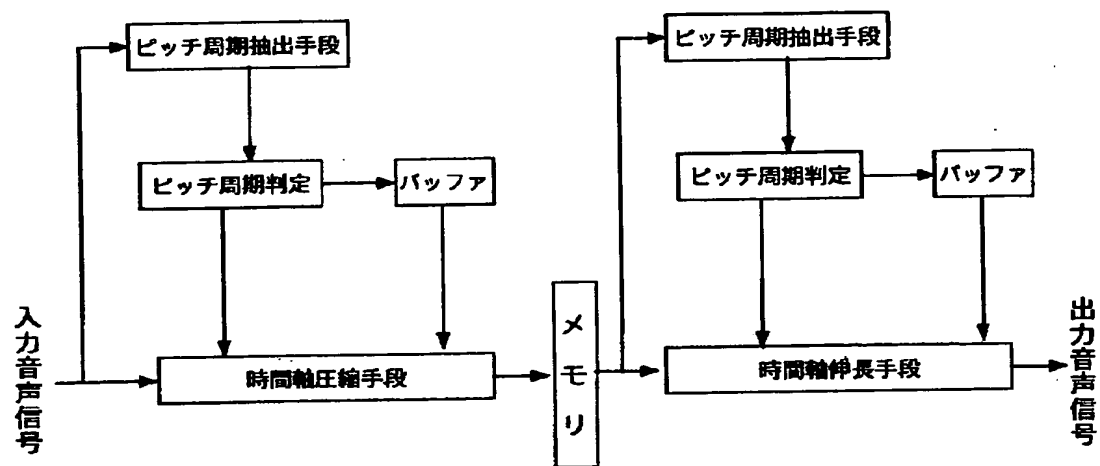 ピッチ周期抽出手段
ピッチ周期抽出手段
ピッチ周期判定
バッファ
ピッチ周期判定
バッファ
入力音声信号
時間軸圧縮手段
メモリ
時間軸伸長手段
出力音声信号